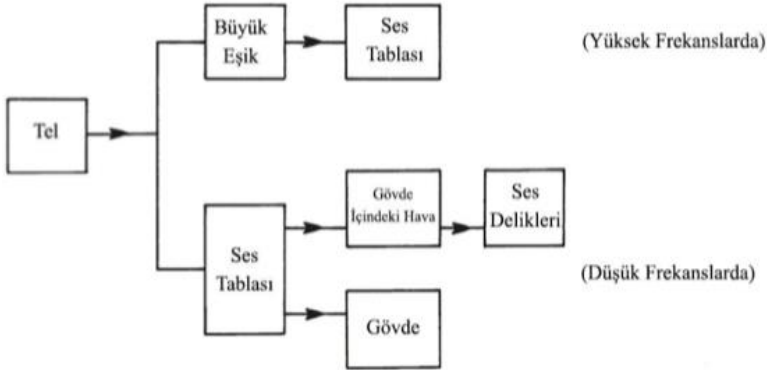 Büyük
Eşik
Ses
Tablası
(Yüksek Frekanslarda)
Tel
Gövde
İçindeki Hava
Ses
Delikleri
Ses
Tablası
(Düşük Frekanslarda)
Gövde